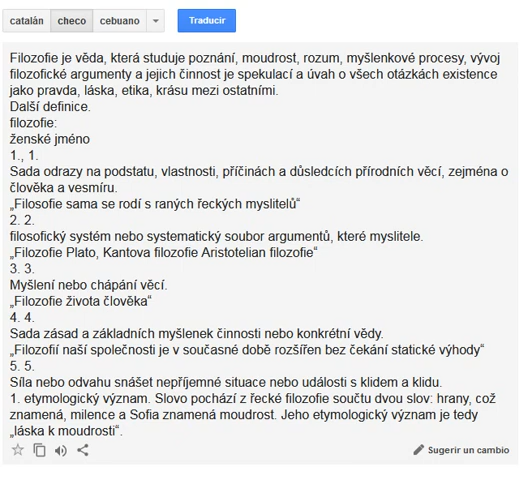 catalán checo cebuano Traducir
Filozofie je věda, která studuje poznání, moudrost, rozum, myšlenkové procesy, vývoj
filozofické argumenty a jejich činnost je spekulací a úvah o všech otázkách existence
jako pravda, láska, etika, krásu mezi ostatními.
Další definice.
filozofie:
ženské jméno
1., 1.
Sada odrazy na podstatu, vlastnosti, příčinách a důsledcích přírodních věcí, zejména o
člověka a vesmíru.
„Filosofie sama se rodí s raných řeckých myslitelů“
2. 2.
filosofický systém nebo systematický soubor argumentů, které myslitele.
„Filozofie Plato, Kantova filozofie Aristotelian filozofie“
3. 3.
Myšlení nebo chápání věcí.
„Filozofie života člověka“
4. 4.
Sada zásad a základních myšlenek činnosti nebo konkrétní vědy.
„Filozofií naší společnosti je v současné době rozšířen bez čekání statické výhody“
5. 5.
Síla nebo odvahu snášet nepříjemné situace nebo události s klidem a klidu.
1. etymologický význam. Slovo pochází z řecké filozofie součtu dvou slov: hrany, což
znamená, milence a Sofia znamená moudrost. Jeho etymologický význam je tedy
„láska k moudrosti“.
Sugerir un cambio